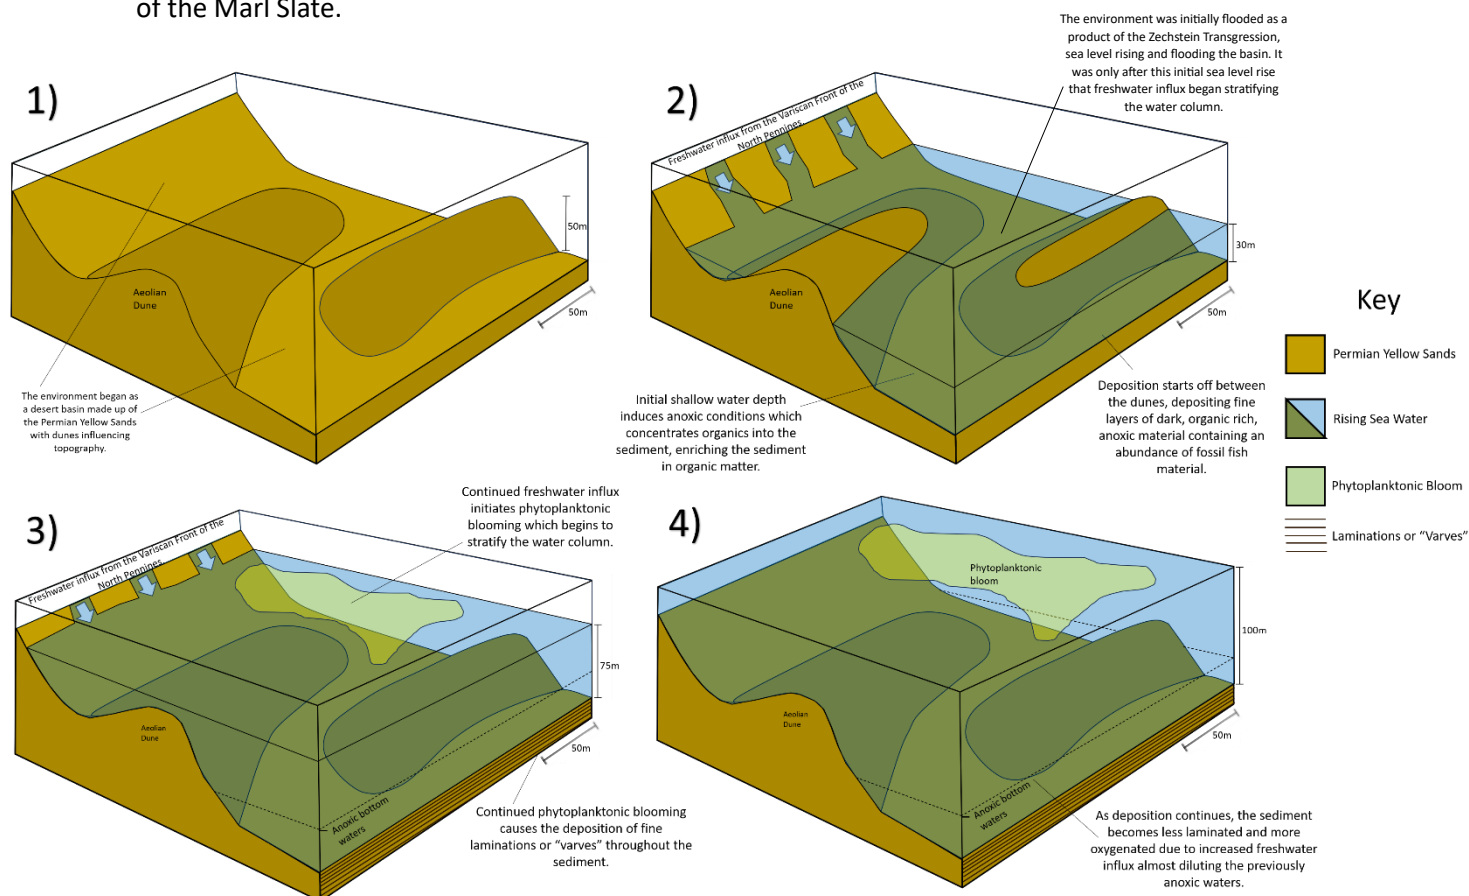 of the Marl Slate.
1)
50m
50m
Aeolian
Dune
The environment began as
a desert basin made up of
the Permian Yellow Sands
with dunes influencing
topography.
2)
The environment was initially flooded as a
product of the Zechstein Transgression,
sea level rising and flooding the basin. It
was only after this initial sea level rise
that freshwater influx began stratifying
the water column.
Freshwater influx from the Variscan Front of the
North Pennines.
30m
50m
Aeolian
Dune
Initial shallow water depth
induces anoxic conditions which
concentrates organics into the
sediment, enriching the sediment
in organic matter.
Deposition starts off between
the dunes, depositing fine
layers of dark, organic rich,
anoxic material containing an
abundance of fossil fish
material.
Key
Permian Yellow Sands
Rising Sea Water
Phytoplanktonic Bloom
Laminations or “Varves”
3)
Continued freshwater influx
initiates phytoplanktonic
blooming which begins to
stratify the water column.
Freshwater influx from the Variscan Front of the
North Pennines.
75m
50m
Aeolian
Dune
Anoxic bottom
waters
Continued phytoplanktonic blooming
causes the deposition of fine
laminations or “varves” throughout the
sediment.
4)
Phytoplanktonic
bloom
100m
50m
Aeolian
Dune
Anoxic bottom
waters
As deposition continues, the sediment
becomes less laminated and more
oxygenated due to increased freshwater
influx almost diluting the previously
anoxic waters.